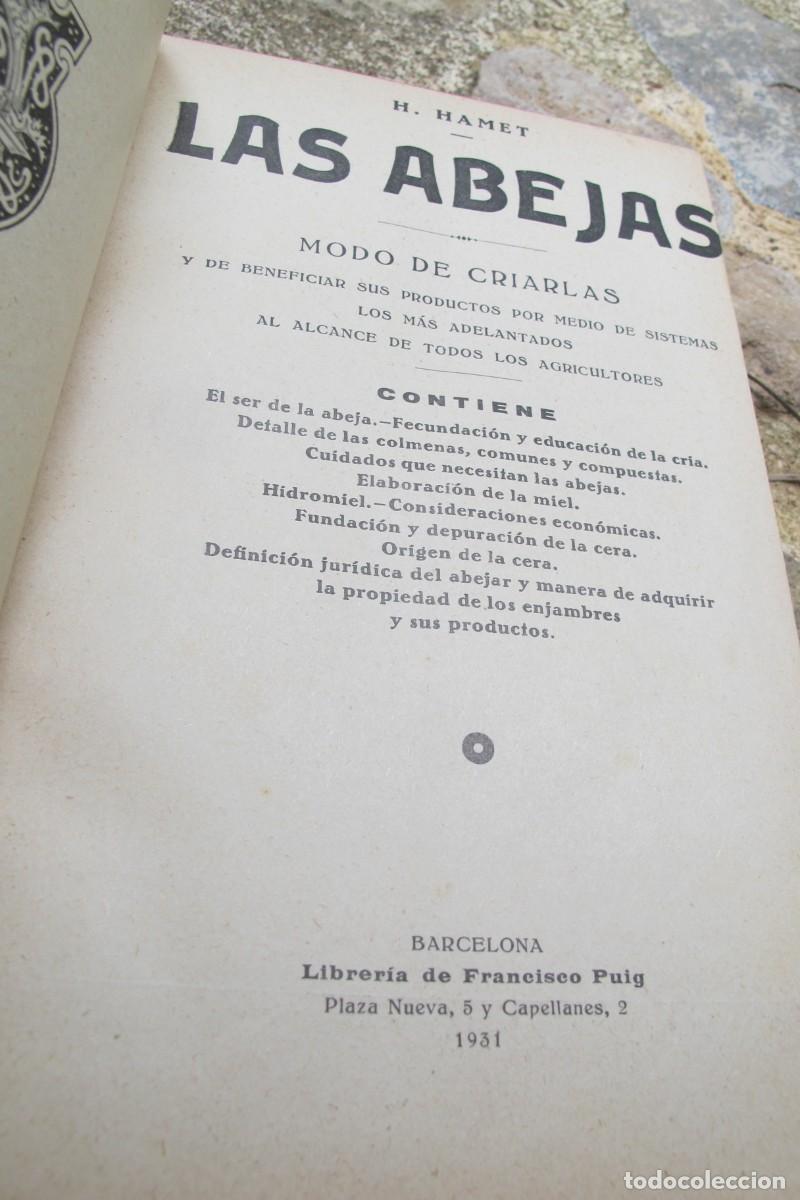 H. HAMET
LAS ABEJAS
MODO DE CRIARLAS
Y DE BENEFICIAR SUS PRODUCTOS POR MEDIO DE SISTEMAS
LOS MÁS ADELANTADOS
AL ALCANCE DE TODOS LOS AGRICULTORES
CONTIENE
El ser de la abeja.—Fecundación y educación de la cria.
Detalle de las colmenas, comunes y compuestas.
Cuidados que necesitan las abejas.
Elaboración de la miel.
Hidromiel.—Consideraciones económicas.
Fundación y depuración de la cera.
Origen de la cera.
Definición jurídica del abejar y manera de adquirir
la propiedad de los enjambres
y sus productos.
BARCELONA
Librería de Francisco Puig
Plaza Nueva, 5 y Capellanes, 2
1931
todocoleccion